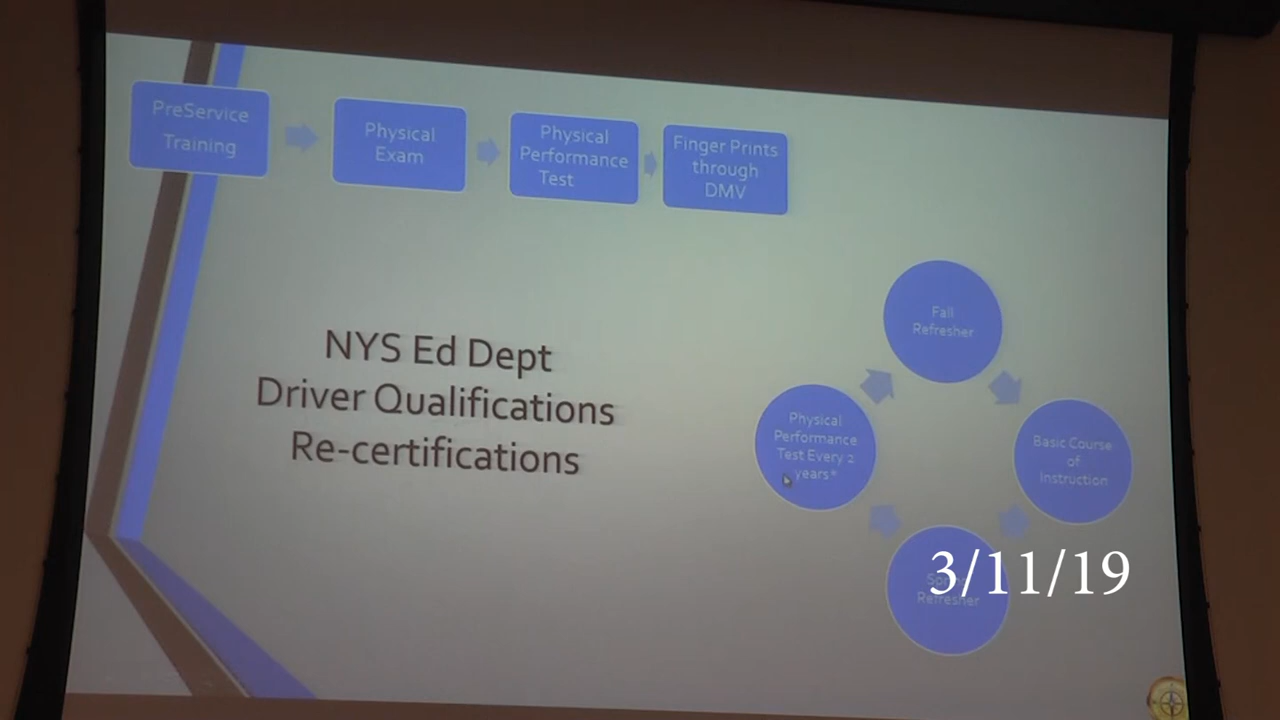 PreService
Training
Physical
Exam
Physical
Performance
Test
Finger Prints
through
DMV
NYS Ed Dept
Driver Qualifications
Re-certifications
Fall
Refresher
Basic Course
of
Instruction
Refresher
Physical
Performance
Test Every 2
years*
3/11/19